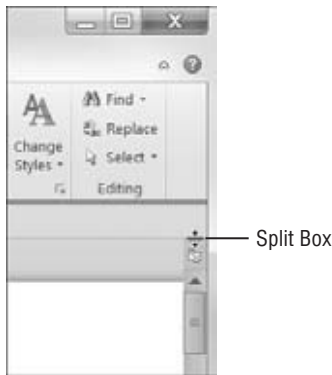 Find
Replace
Change
Styles
Select
Editing
Split Box